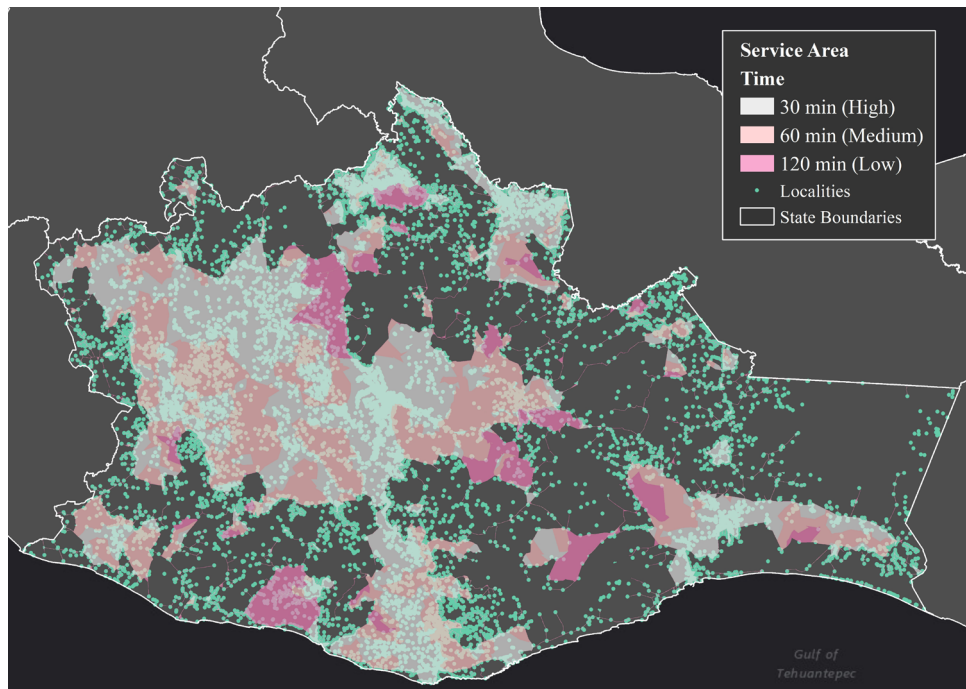 Service Area
Time
30 min (High)
60 min (Medium)
120 min (Low)
Localities
State Boundaries
Gulf of
Tehuantepec